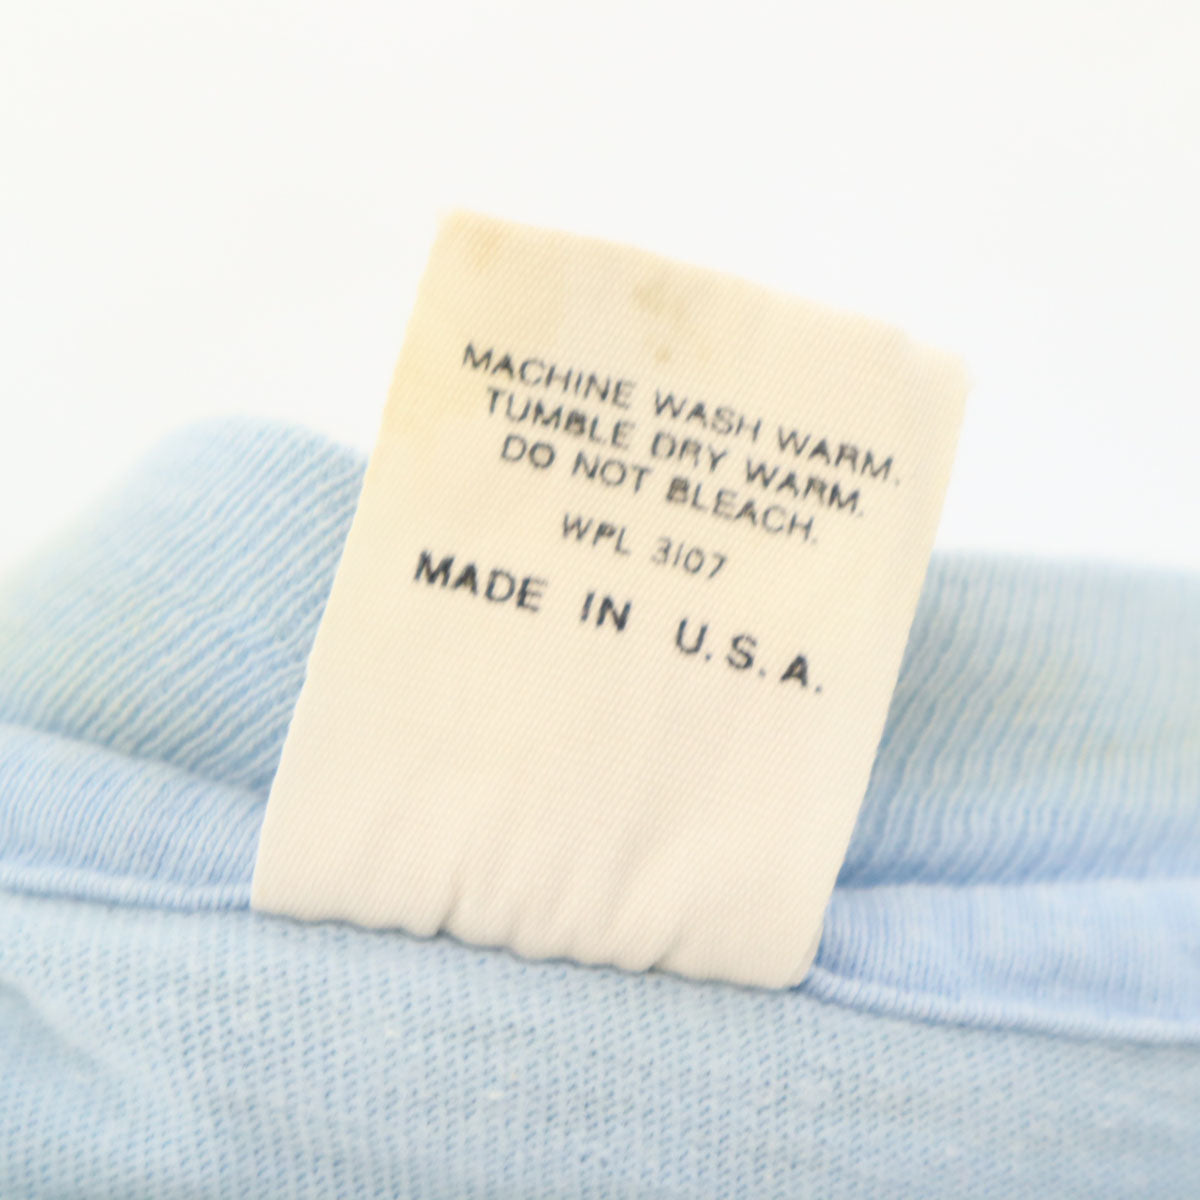 MACHINE WASH WARM.
TUMBLE DRY WARM.
DO NOT BLEACH.
WPL 3107
MADE IN U.S.A.